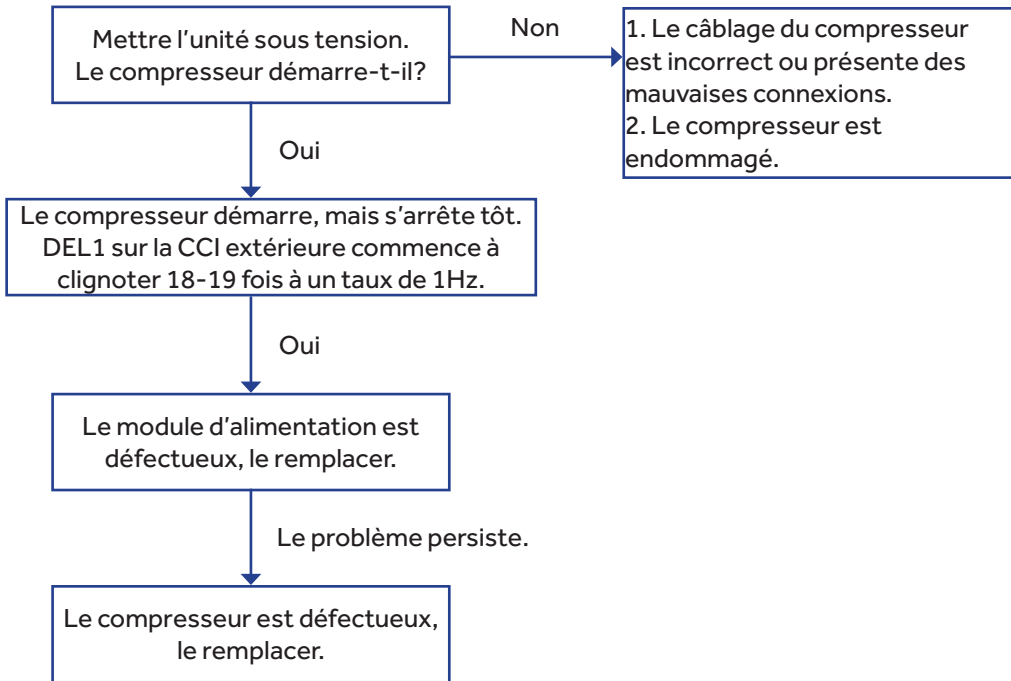 Mettre l'unité sous tension.
Le compresseur démarre-t-il?
Non
1. Le câblage du compresseur
est incorrect ou présente des
mauvaises connexions.
2. Le compresseur est
endommagé.
Oui
Le compresseur démarre, mais s'arrête tôt.
DEL1 sur la CCI extérieure commence à
clignoter 18-19 fois à un taux de 1Hz.
Oui
Le module d'alimentation est
défectueux, le remplacer.
Le problème persiste.
Le compresseur est défectueux,
le remplacer.